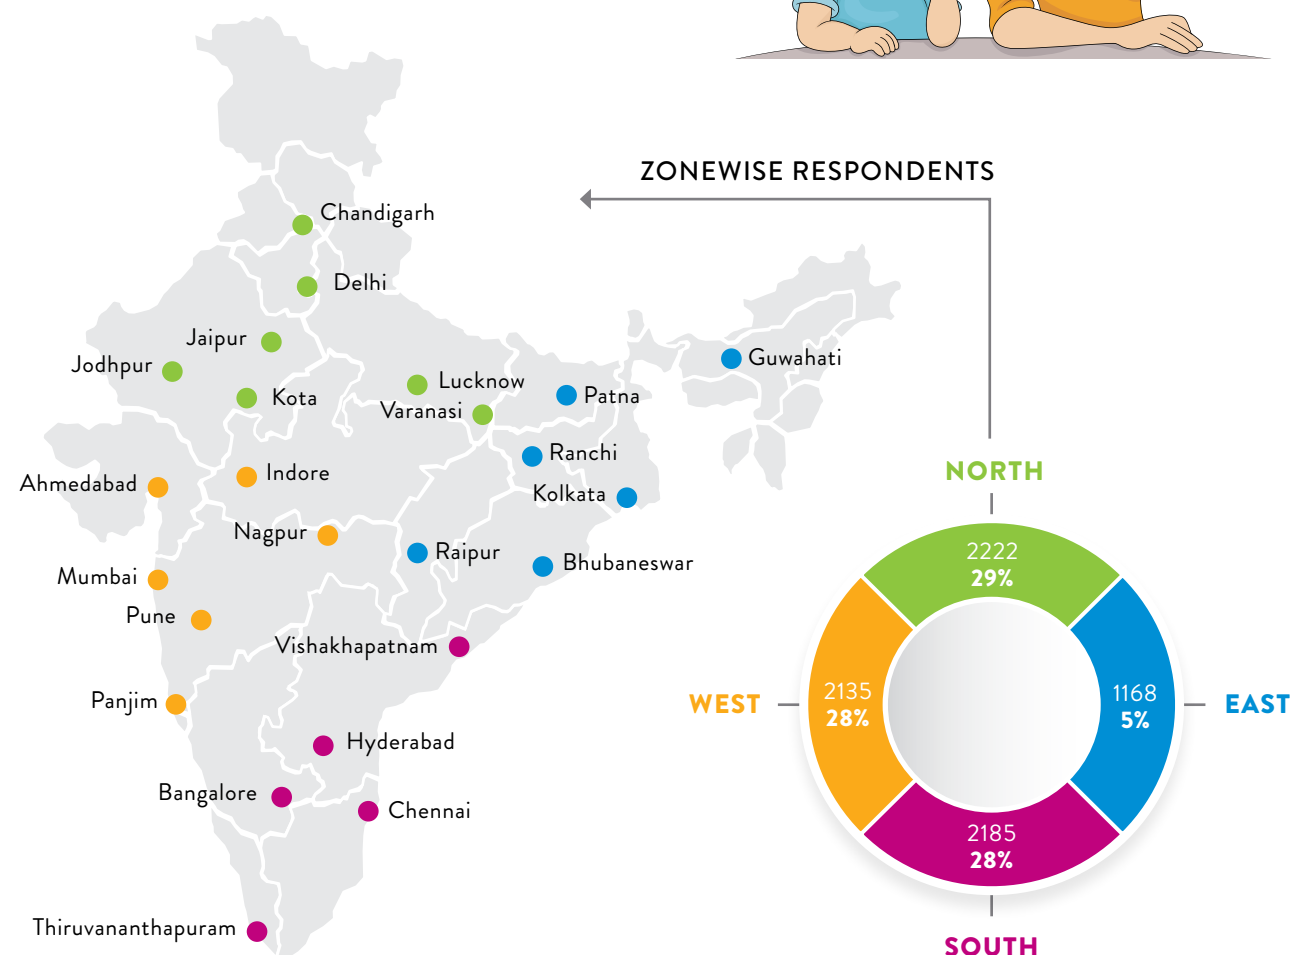 ZONEWISE RESPONDENTS
Chandigarh
Delhi
Jaipur
Jodhpur
Kota
Lucknow
Varanasi
Patna
Guwahati
Ranchi
Kolkata
Indore
Ahmedabad
Nagpur
Raipur
Bhubaneswar
Mumbai
Pune
Vishakhapatnam
Panjim
Hyderabad
Bangalore
Chennai
Thiruvananthapuram
NORTH
2222
29%
WEST
2135
28%
1168
5%
EAST
2185
28%
SOUTH